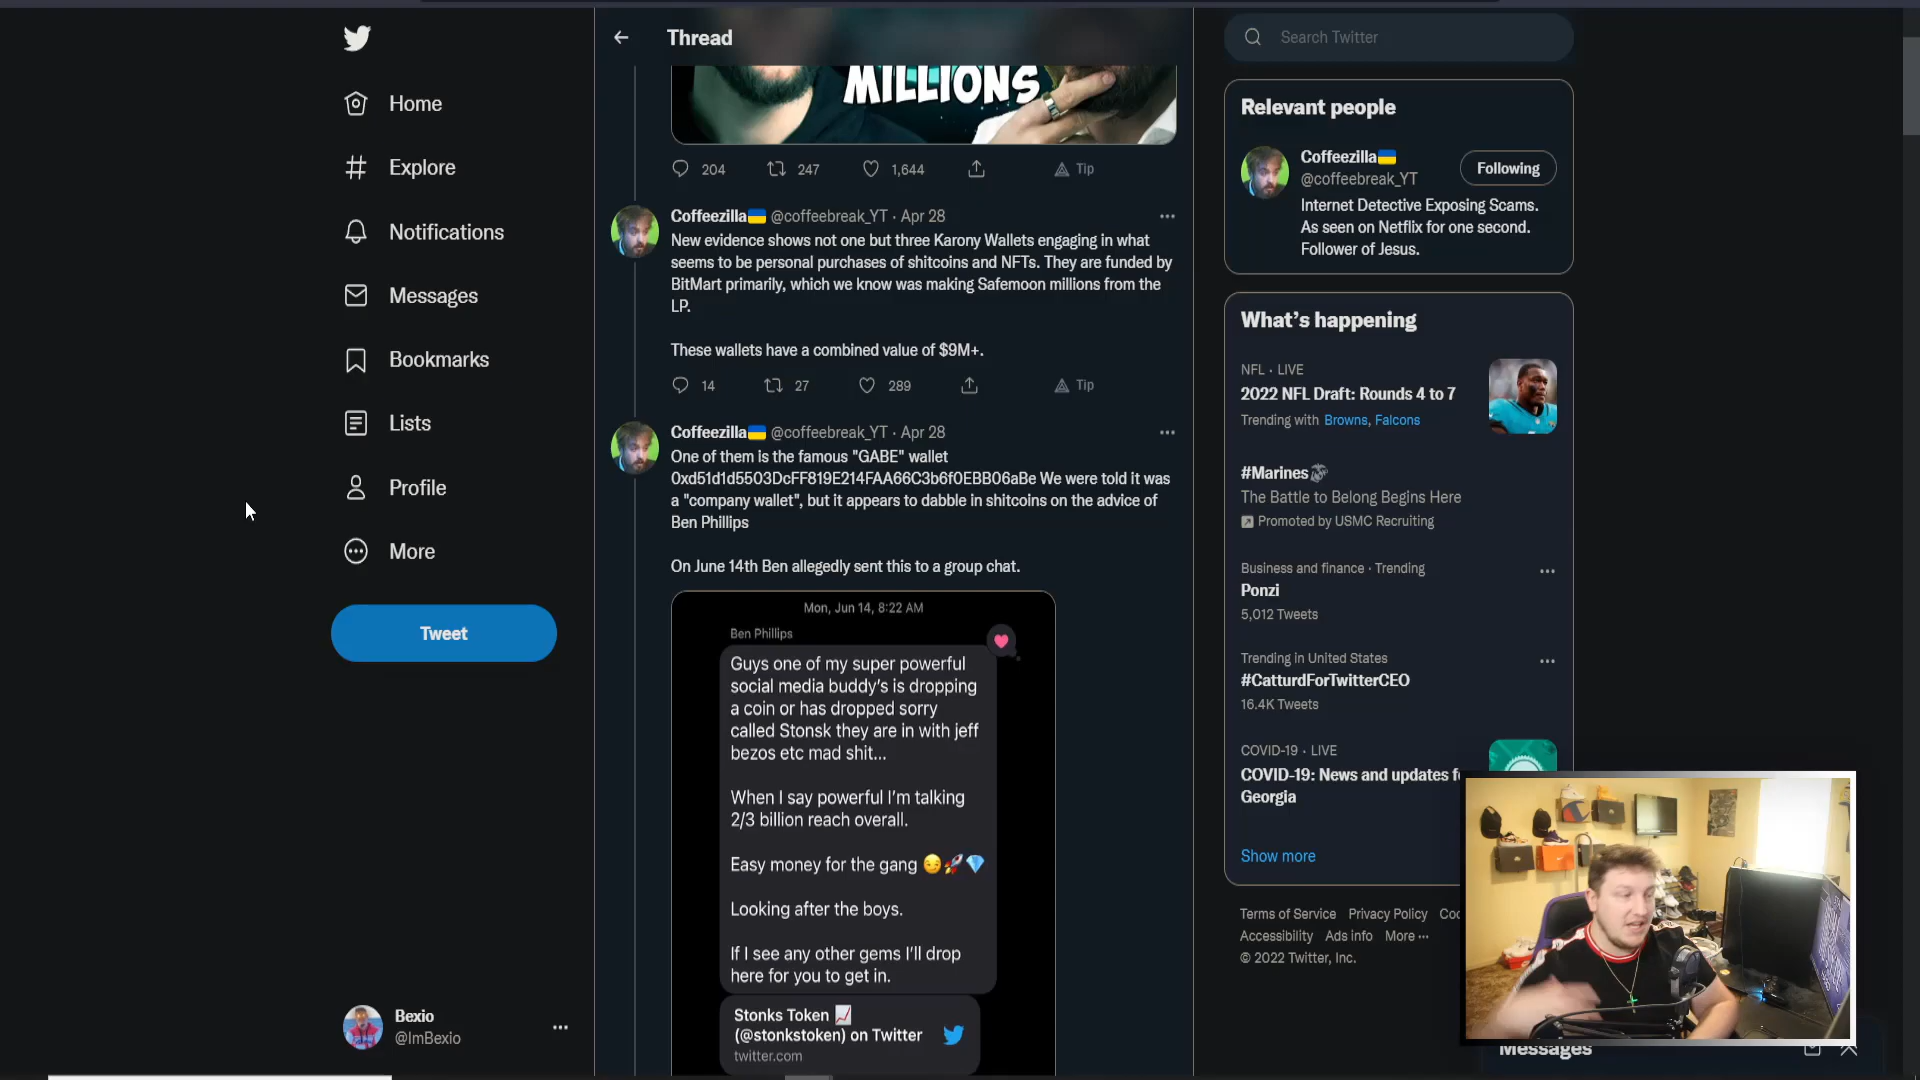 Home
Explore
Notifications
Messages
Bookmarks
Lists
Profile
More
Tweet
Bexio
@ImBexio
Thread
MILLIONS
204 247 1,644 Tip
Coffeezilla🇺🇦 @coffeebreak_YT · Apr 28
New evidence shows not one but three Karony Wallets engaging in what
seems to be personal purchases of shitcoins and NFTs. They are funded by
BitMart primarily, which we know was making Safemoon millions from the
LP.
These wallets have a combined value of $9M+.
14 27 289 Tip
Coffeezilla🇺🇦 @coffeebreak_YT · Apr 28
One of them is the famous "GABE" wallet
0xd51d1d5503DcFF819E214FAA66C3b6f0EBB06aBe We were told it was
a "company wallet", but it appears to dabble in shitcoins on the advice of
Ben Phillips
On June 14th Ben allegedly sent this to a group chat.
Mon, Jun 14, 8:22 AM
Ben Phillips
Guys one of my super powerful
social media buddy's is dropping
a coin or has dropped sorry
called Stonsk they are in with jeff
bezos etc mad shit...
When I say powerful I'm talking
2/3 billion reach overall.
Easy money for the gang 😏🚀💎
Looking after the boys.
If I see any other gems I'll drop
here for you to get in.
Stonks Token 📈
(@stonkstoken) on Twitter
twitter.com
Search Twitter
Relevant people
Coffeezilla🇺🇦
@coffeebreak_YT
Following
Internet Detective Exposing Scams.
As seen on Netflix for one second.
Follower of Jesus.
What's happening
NFL · LIVE
2022 NFL Draft: Rounds 4 to 7
Trending with Browns, Falcons
#Marines
The Battle to Belong Begins Here
Promoted by USMC Recruiting
Business and finance · Trending
Ponzi
5,012 Tweets
Trending in United States
#CatturdForTwitterCEO
16.4K Tweets
COVID-19 · LIVE
COVID-19: News and updates f
Georgia
Show more
Terms of Service Privacy Policy Coo
Accessibility Ads info More ···
© 2022 Twitter, Inc.
Messages